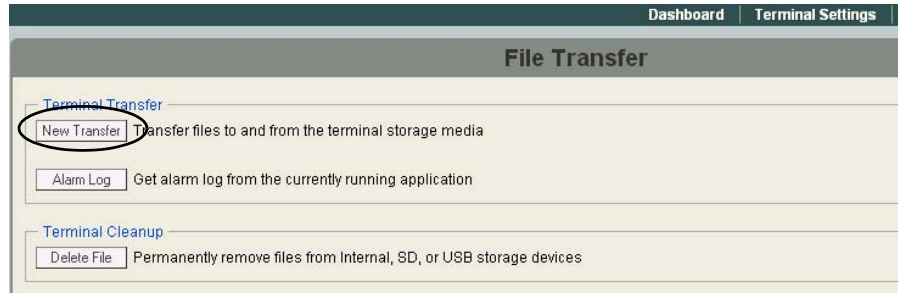 Dashboard Terminal Settings
File Transfer
Terminal Transfer
New Transfer Transfer files to and from the terminal storage media
Alarm Log Get alarm log from the currently running application
Terminal Cleanup
Delete File Permanently remove files from Internal, SD, or USB storage devices